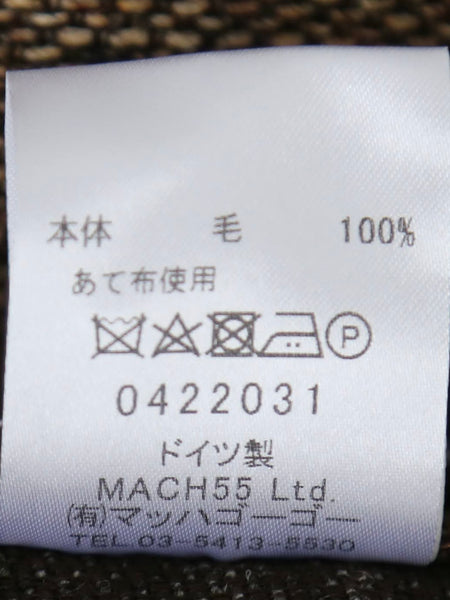 本体 毛 100%
あて布使用
P
0422031
ドイツ製
MACH55 Ltd.
(有)マッハゴーゴー
TEL.03-5413-5530